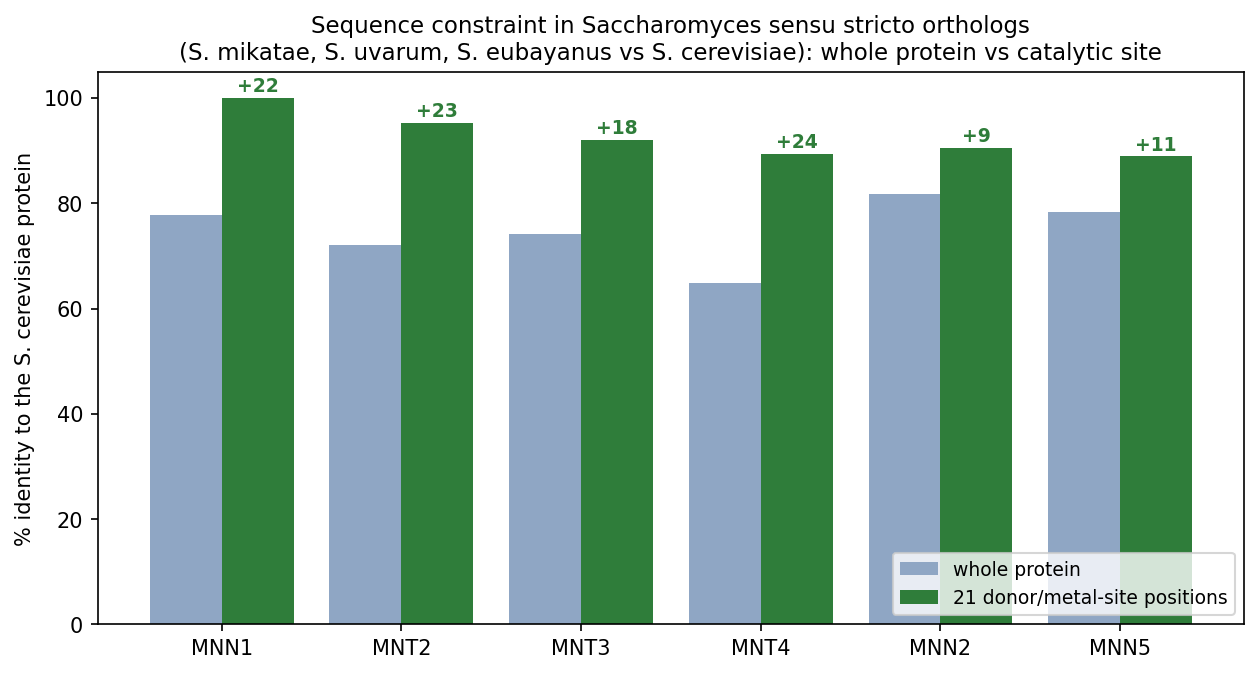 Sequence constraint in Saccharomyces sensu stricto orthologs
(S. mikatae, S. uvarum, S. eubayanus vs S. cerevisiae): whole protein vs catalytic site
% identity to the S. cerevisiae protein
100
80
60
40
20
0
+22
+23
+18
+24
+9
+11
whole protein
21 donor/metal-site positions
MNN1
MNT2
MNT3
MNT4
MNN2
MNN5